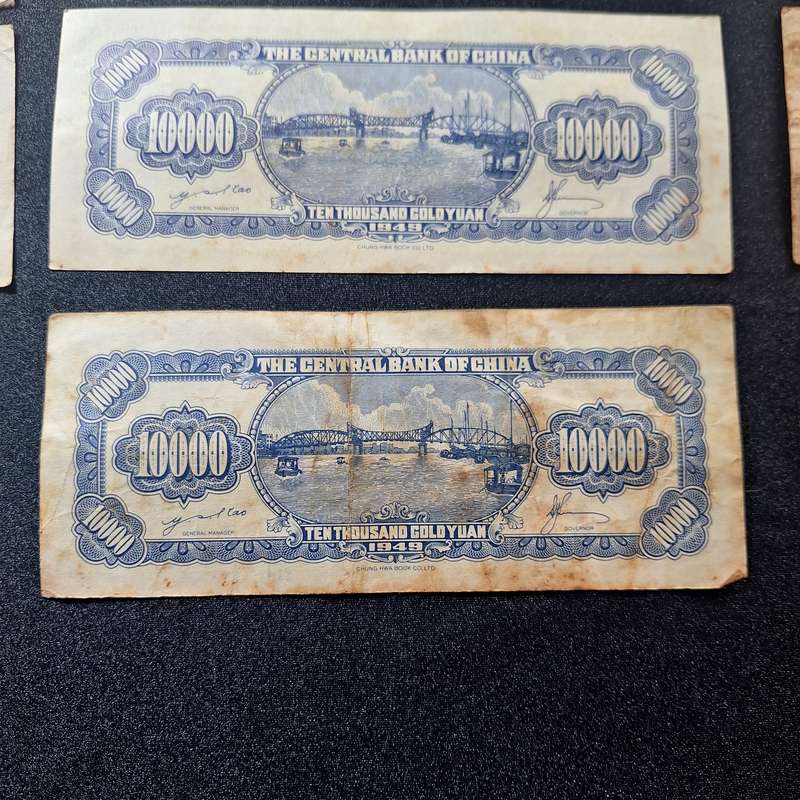 10000 THE CENTRAL BANK OF CHINA 10000
10000 10000
10000 10000
GENERAL MANAGER TEN THOUSAND GOLD YUAN GOVERNOR
1949
CHUNG HWA BOOK CO. LTD.
10000 THE CENTRAL BANK OF CHINA 10000
10000 10000
10000 10000
GENERAL MANAGER TEN THOUSAND GOLD YUAN GOVERNOR
1949
CHUNG HWA BOOK CO. LTD.